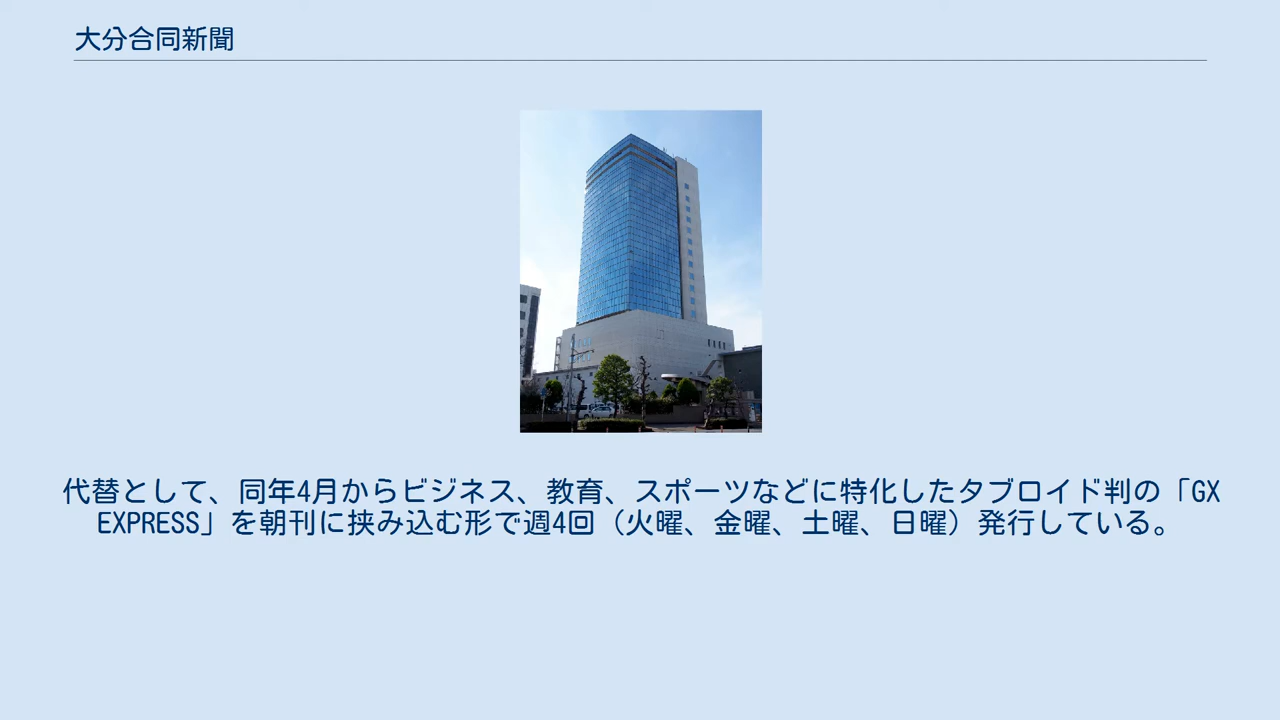 大分合同新聞
代替として、同年4月からビジネス、教育、スポーツなどに特化したタブロイド判の「GX
EXPRESS」を朝刊に挟み込む形で週4回（火曜、金曜、土曜、日曜）発行している。